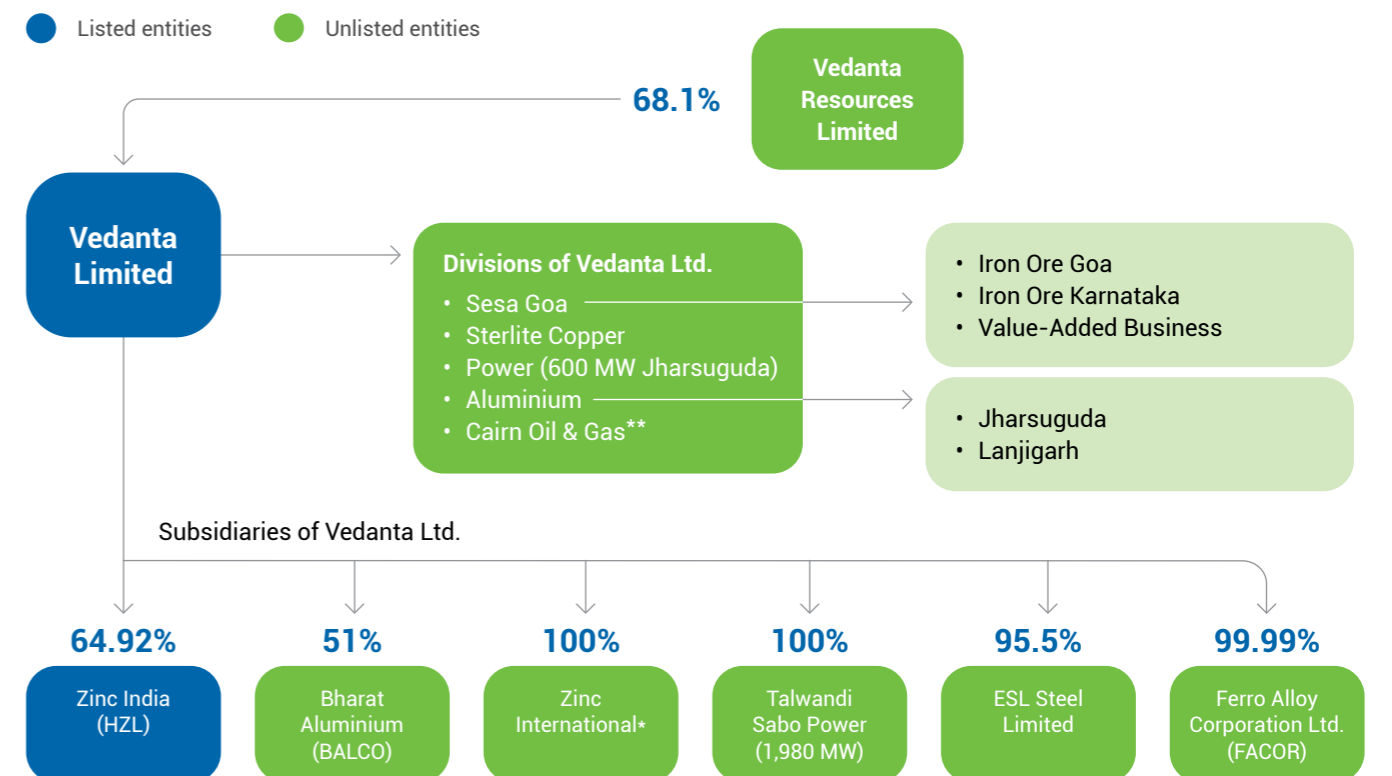 Listed entities
Unlisted entities
Vedanta
Resources
Limited
68.1%
Vedanta
Limited
Divisions of Vedanta Ltd.
• Sesa Goa
• Sterlite Copper
• Power (600 MW Jharsuguda)
• Aluminium
• Cairn Oil & Gas**
• Iron Ore Goa
• Iron Ore Karnataka
• Value-Added Business
• Jharsuguda
• Lanjigarh
Subsidiaries of Vedanta Ltd.
64.92%
Zinc India
(HZL)
51%
Bharat
Aluminium
(BALCO)
100%
Zinc
International*
100%
Talwandi
Sabo Power
(1,980 MW)
95.5%
ESL Steel
Limited
99.99%
Ferro Alloy
Corporation Ltd.
(FACOR)